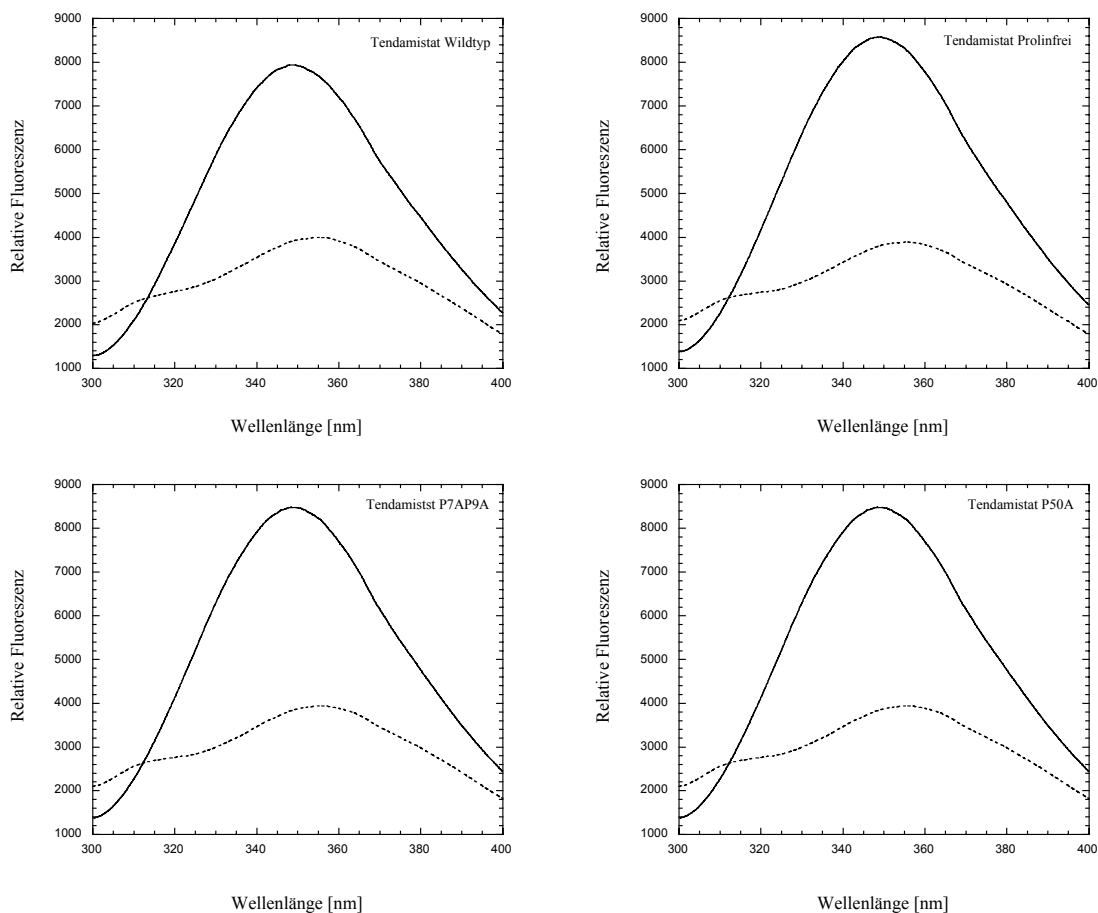 Tendamistat Wildtyp
Relative Fluoreszenz
9000
8000
7000
6000
5000
4000
3000
2000
1000
300 320 340 360 380 400
Wellenlänge [nm]
Tendamistat Prolinfrei
Relative Fluoreszenz
9000
8000
7000
6000
5000
4000
3000
2000
1000
300 320 340 360 380 400
Wellenlänge [nm]
Tendamistst P7AP9A
Relative Fluoreszenz
9000
8000
7000
6000
5000
4000
3000
2000
1000
300 320 340 360 380 400
Wellenlänge [nm]
Tendamistat P50A
Relative Fluoreszenz
9000
8000
7000
6000
5000
4000
3000
2000
1000
300 320 340 360 380 400
Wellenlänge [nm]